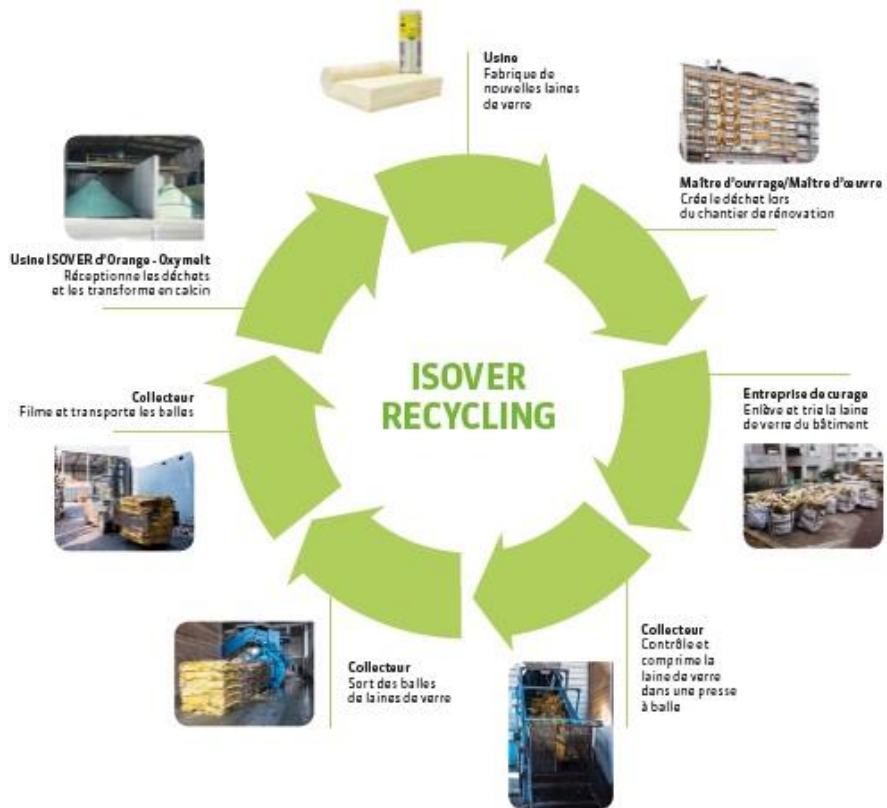 Usine
Fabrique de
nouvelles laines
de verre
Maître d'ouvrage/Maître d'œuvre
Crée le déchet lors
du chantier de rénovation
Entreprise de curage
Enlève et trie la laine
de verre du bâtiment
Collecteur
Contrôle et
comprime la
laine de verre
dans une presse
à balle
Collecteur
Sort des balles
de laines de verre
Collecteur
Filme et transporte les balles
Usine ISOVER d'Orange - Oxymelt
Réceptionne les déchets
et les transforme en calcin
ISOVER
RECYCLING